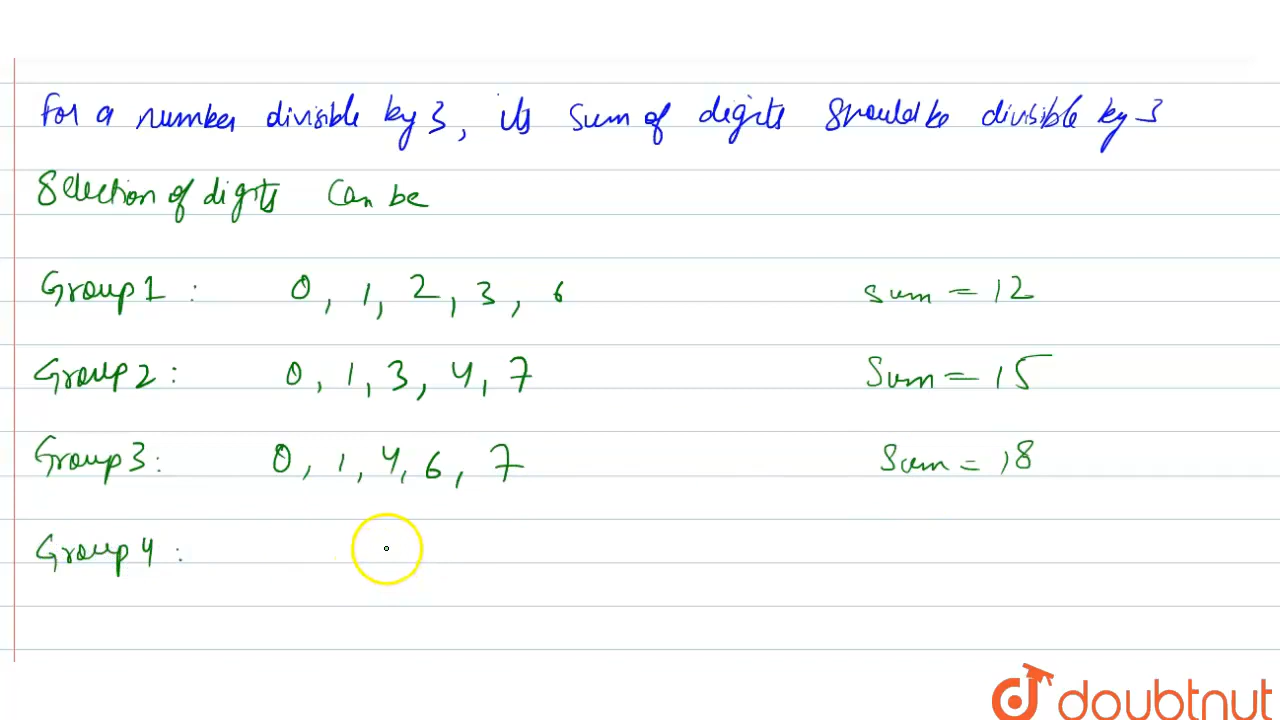 For a number divisible by 3, its sum of digits should be divisible by 3
Selection of digits can be
Group 1 : 0, 1, 2, 3, 6 sum = 12
Group 2 : 0, 1, 3, 4, 7 Sum = 15
Group 3 : 0, 1, 4, 6, 7 Sum = 18
Group 4 :
doubtnut